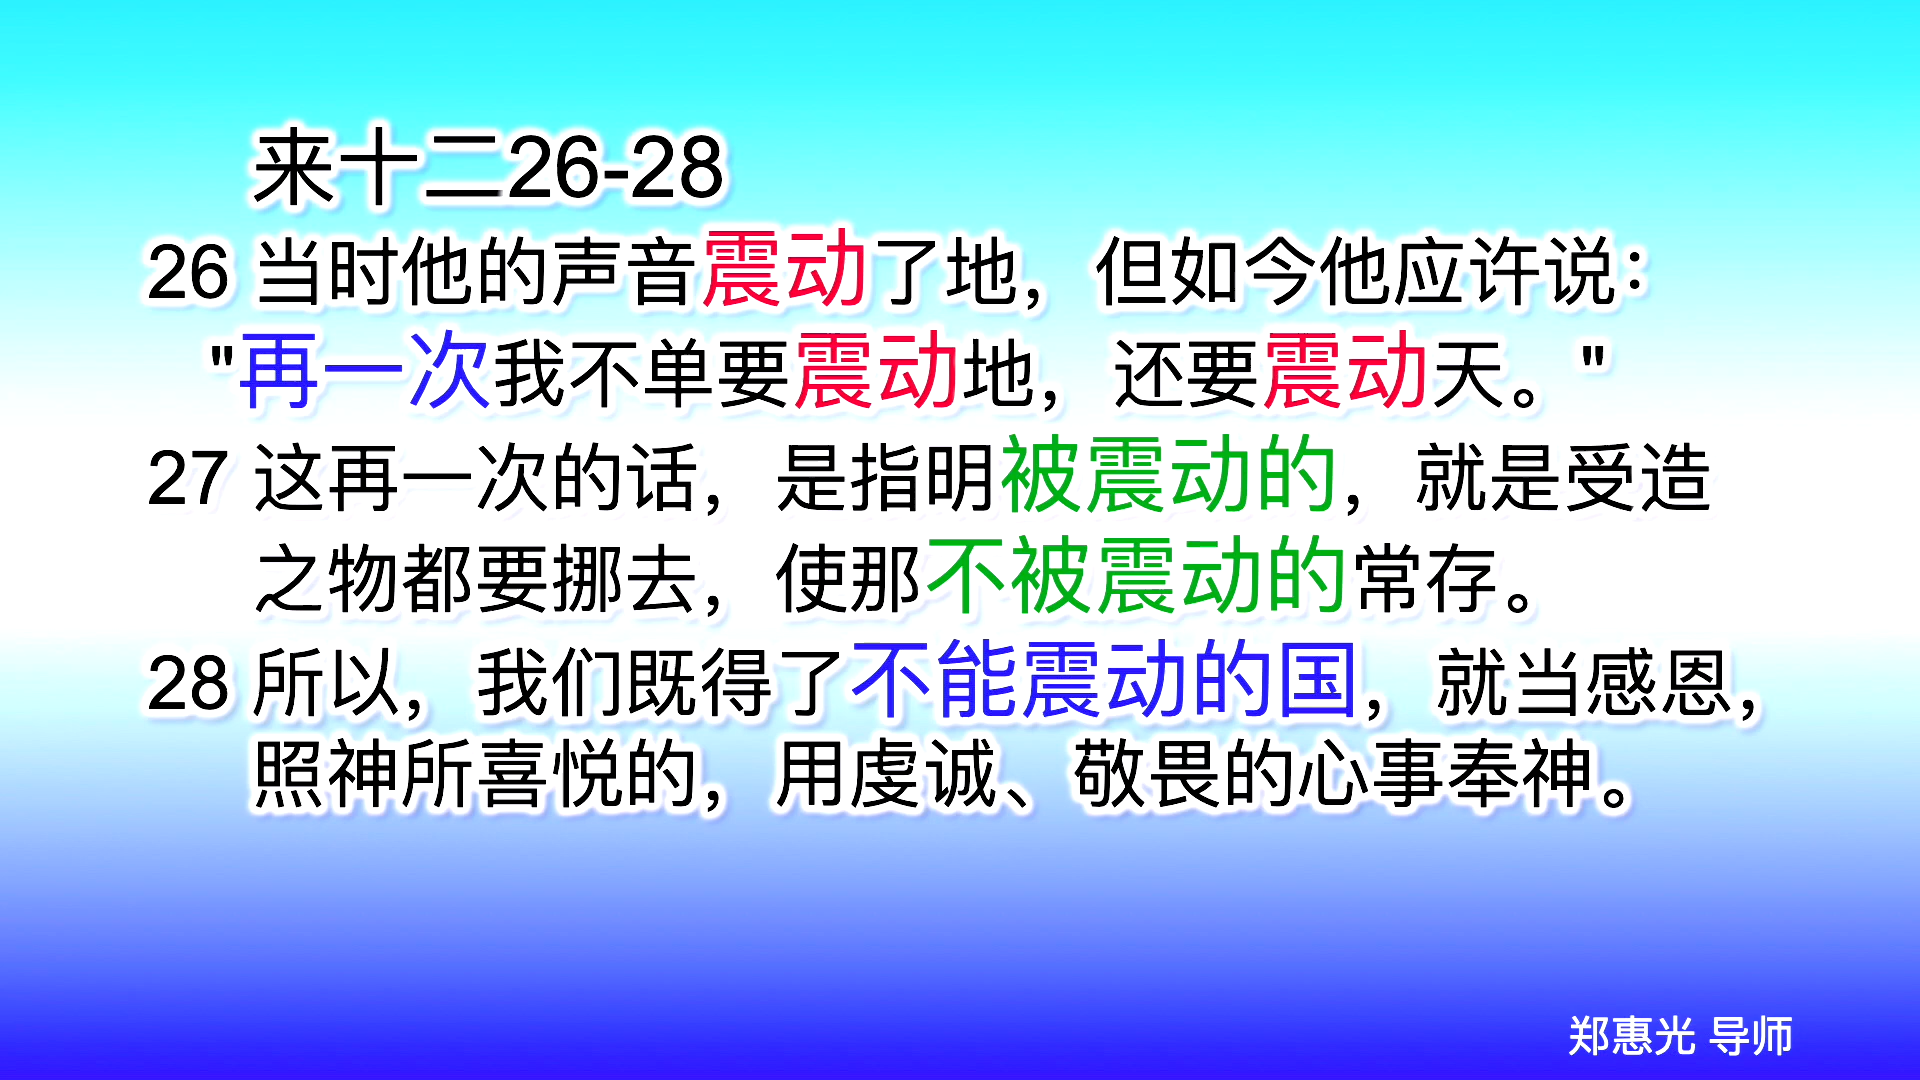 来十二26-28
26 当时他的声音震动了地，但如今他应许说：
"再一次我不单要震动地，还要震动天。"
27 这再一次的话，是指明被震动的，就是受造
之物都要挪去，使那不被震动的常存。
28 所以，我们既得了不能震动的国，就当感恩，
照神所喜悦的，用虔诚、敬畏的心事奉神。
郑惠光 导师